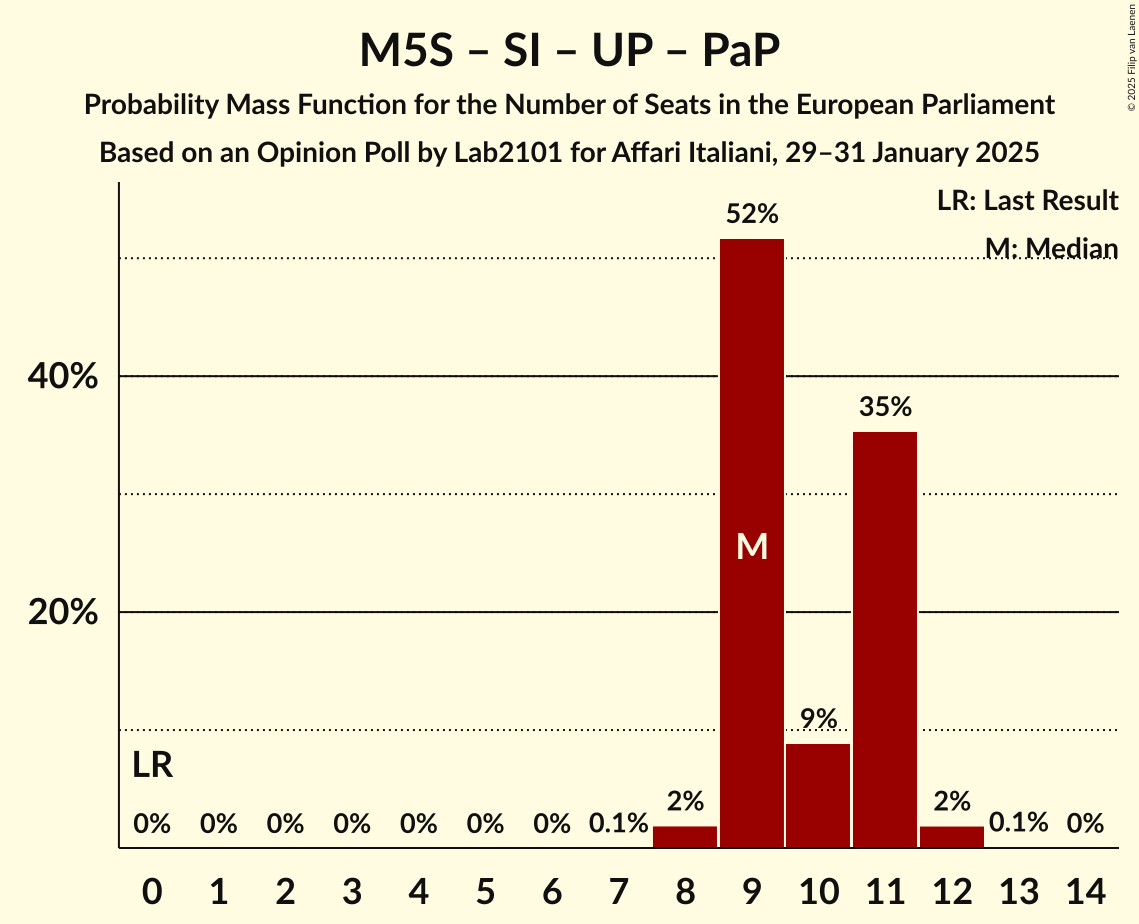 M5S – SI – UP – PaP
Probability Mass Function for the Number of Seats in the European Parliament
Based on an Opinion Poll by Lab2101 for Affari Italiani, 29–31 January 2025
© 2025 Filip van Laenen
LR: Last Result
M: Median
52%
40%
35%
M
20%
9%
LR
0% 0% 0% 0% 0% 0% 0% 0.1% 2% 2% 0.1% 0%
0 1 2 3 4 5 6 7 8 9 10 11 12 13 14